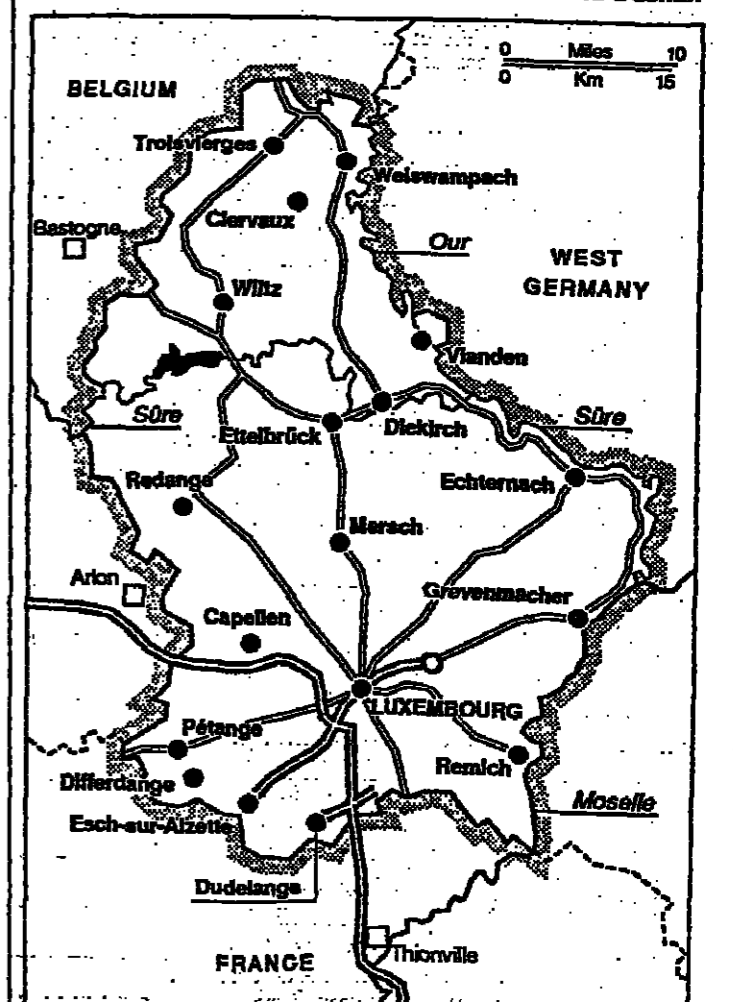 0 Miles 10
0 Km 15
BELGIUM
Troisvierges
Weiswampach
Clervaux
Bastogne
Our
WEST
GERMANY
Wiltz
Vianden
Sûre
Ettelbrück
Diekirch
Sûre
Redange
Echternach
Mersch
Arlon
Grevenmacher
Capellen
LUXEMBOURG
Pétange
Remich
Differdange
Moselle
Esch-sur-Alzette
Dudelange
Thionville
FRANCE